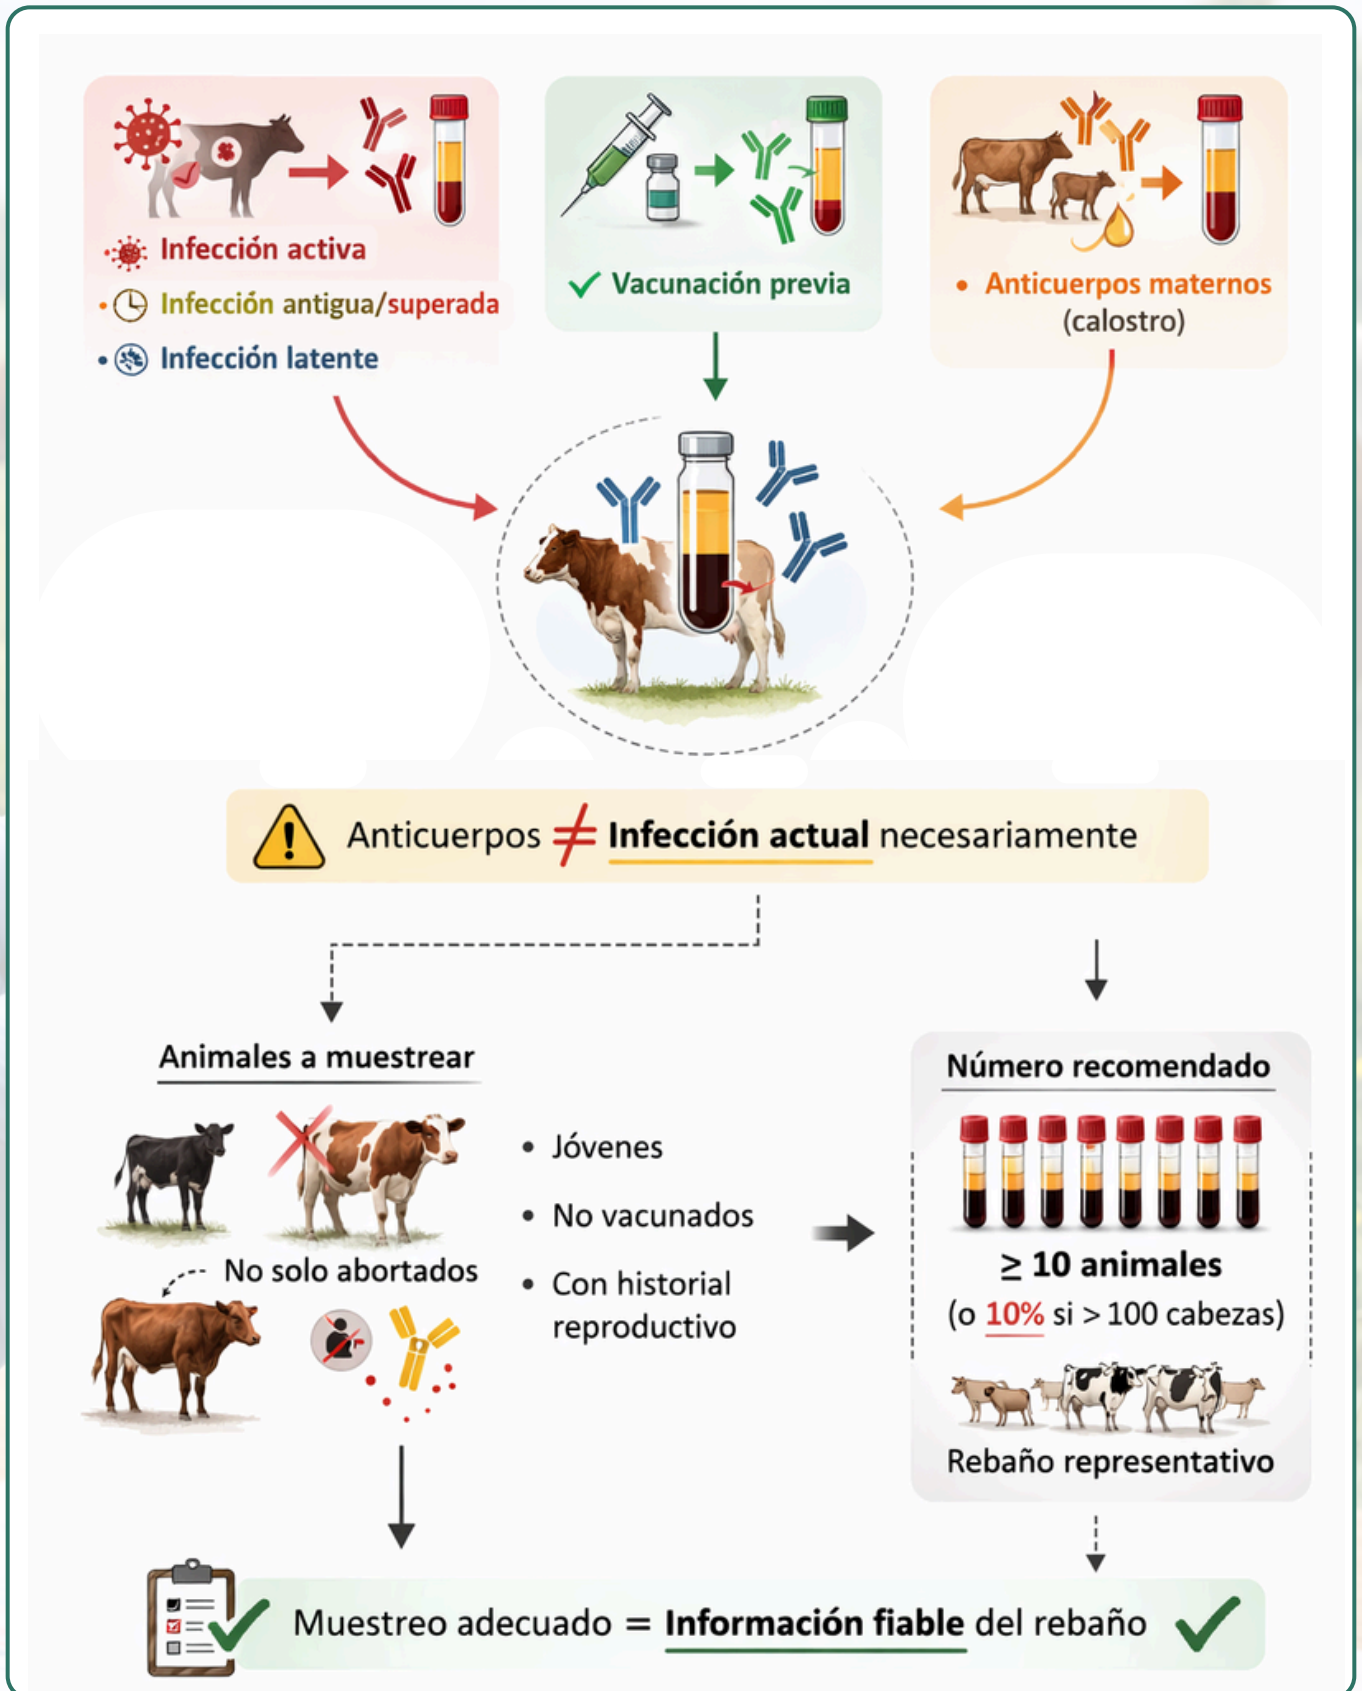 Infección activa
Infección antigua/superada
Infección latente
Vacunación previa
Anticuerpos maternos
(calostro)
Anticuerpos ≠ Infección actual necesariamente
Animales a muestrear
No solo abortados
• Jóvenes
• No vacunados
• Con historial
reproductivo
Número recomendado
≥ 10 animales
(o 10% si > 100 cabezas)
Rebaño representativo
Muestreo adecuado = Información fiable del rebaño